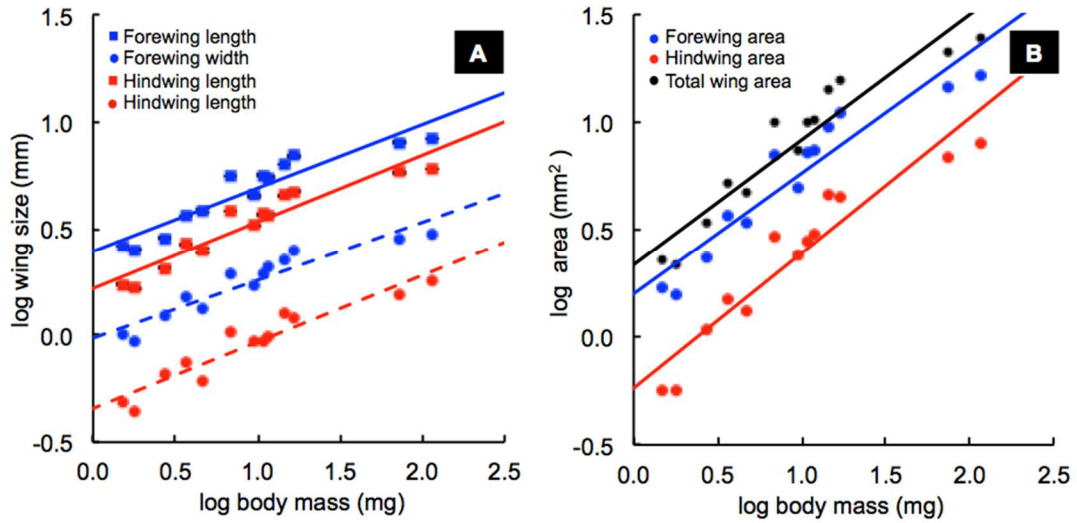 1.5
1.0
0.5
0.0
-0.5
0.0
0.5
1.0
1.5
2.0
2.5
log wing size (mm)
log body mass (mg)
Forewing length
Forewing width
Hindwing length
Hindwing length
A
1.5
1.0
0.5
0.0
-0.5
0.0
0.5
1.0
1.5
2.0
2.5
log area (mm²)
log body mass (mg)
Forewing area
Hindwing area
Total wing area
B